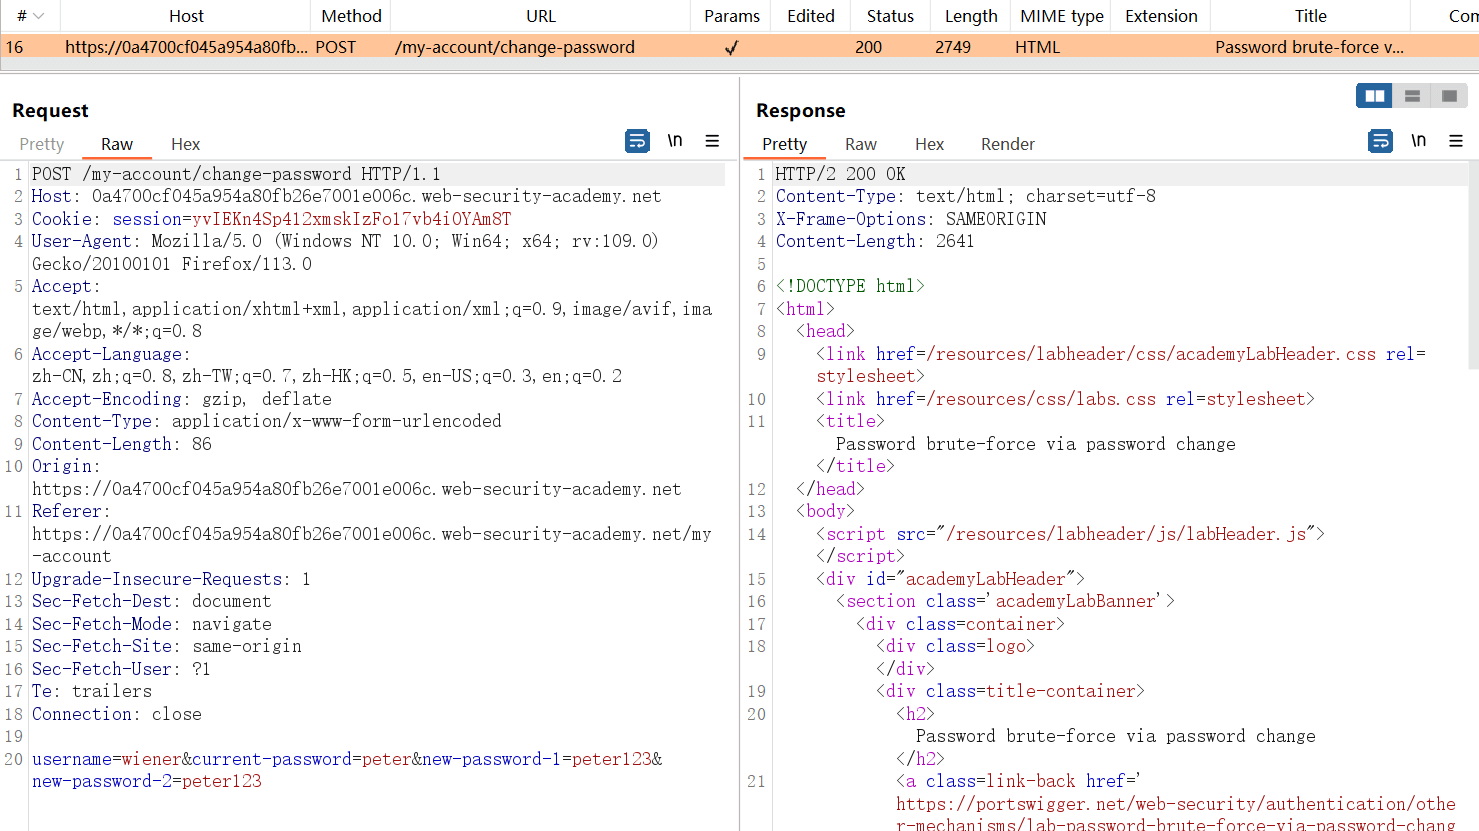 # Host Method URL Params Edited Status Length MIME type Extension Title Com
16 https://0a4700cf045a954a80fb... POST /my-account/change-password ✓ 200 2749 HTML Password brute-force v...
Request
Pretty Raw Hex \n
1 POST /my-account/change-password HTTP/1.1
2 Host: 0a4700cf045a954a80fb26e7001e006c.web-security-academy.net
3 Cookie: session=yvIEKn4Sp412xmskIzFo17vb4i0YAm8T
4 User-Agent: Mozilla/5.0 (Windows NT 10.0; Win64; x64; rv:109.0)
Gecko/20100101 Firefox/113.0
5 Accept:
text/html,application/xhtml+xml,application/xml;q=0.9,image/avif,ima
ge/webp,*/*;q=0.8
6 Accept-Language:
zh-CN,zh;q=0.8,zh-TW;q=0.7,zh-HK;q=0.5,en-US;q=0.3,en;q=0.2
7 Accept-Encoding: gzip, deflate
8 Content-Type: application/x-www-form-urlencoded
9 Content-Length: 86
10 Origin:
https://0a4700cf045a954a80fb26e7001e006c.web-security-academy.net
11 Referer:
https://0a4700cf045a954a80fb26e7001e006c.web-security-academy.net/my
-account
12 Upgrade-Insecure-Requests: 1
13 Sec-Fetch-Dest: document
14 Sec-Fetch-Mode: navigate
15 Sec-Fetch-Site: same-origin
16 Sec-Fetch-User: ?1
17 Te: trailers
18 Connection: close
19
20 username=wiener&current-password=peter&new-password-1=peter123&
new-password-2=peter123
Response
Pretty Raw Hex Render \n
1 HTTP/2 200 OK
2 Content-Type: text/html; charset=utf-8
3 X-Frame-Options: SAMEORIGIN
4 Content-Length: 2641
5
6 <!DOCTYPE html>
7 <html>
8 <head>
9 <link href=/resources/labheader/css/academyLabHeader.css rel=
stylesheet>
10 <link href=/resources/css/labs.css rel=stylesheet>
11 <title>
Password brute-force via password change
</title>
12 </head>
13 <body>
14 <script src="/resources/labheader/js/labHeader.js">
</script>
15 <div id="academyLabHeader">
16 <section class='academyLabBanner'>
17 <div class=container>
18 <div class=logo>
</div>
19 <div class=title-container>
20 <h2>
Password brute-force via password change
</h2>
21 <a class=link-back href='
https://portswigger.net/web-security/authentication/othe
r-mechanisms/lab-password-brute-force-via-password-chang